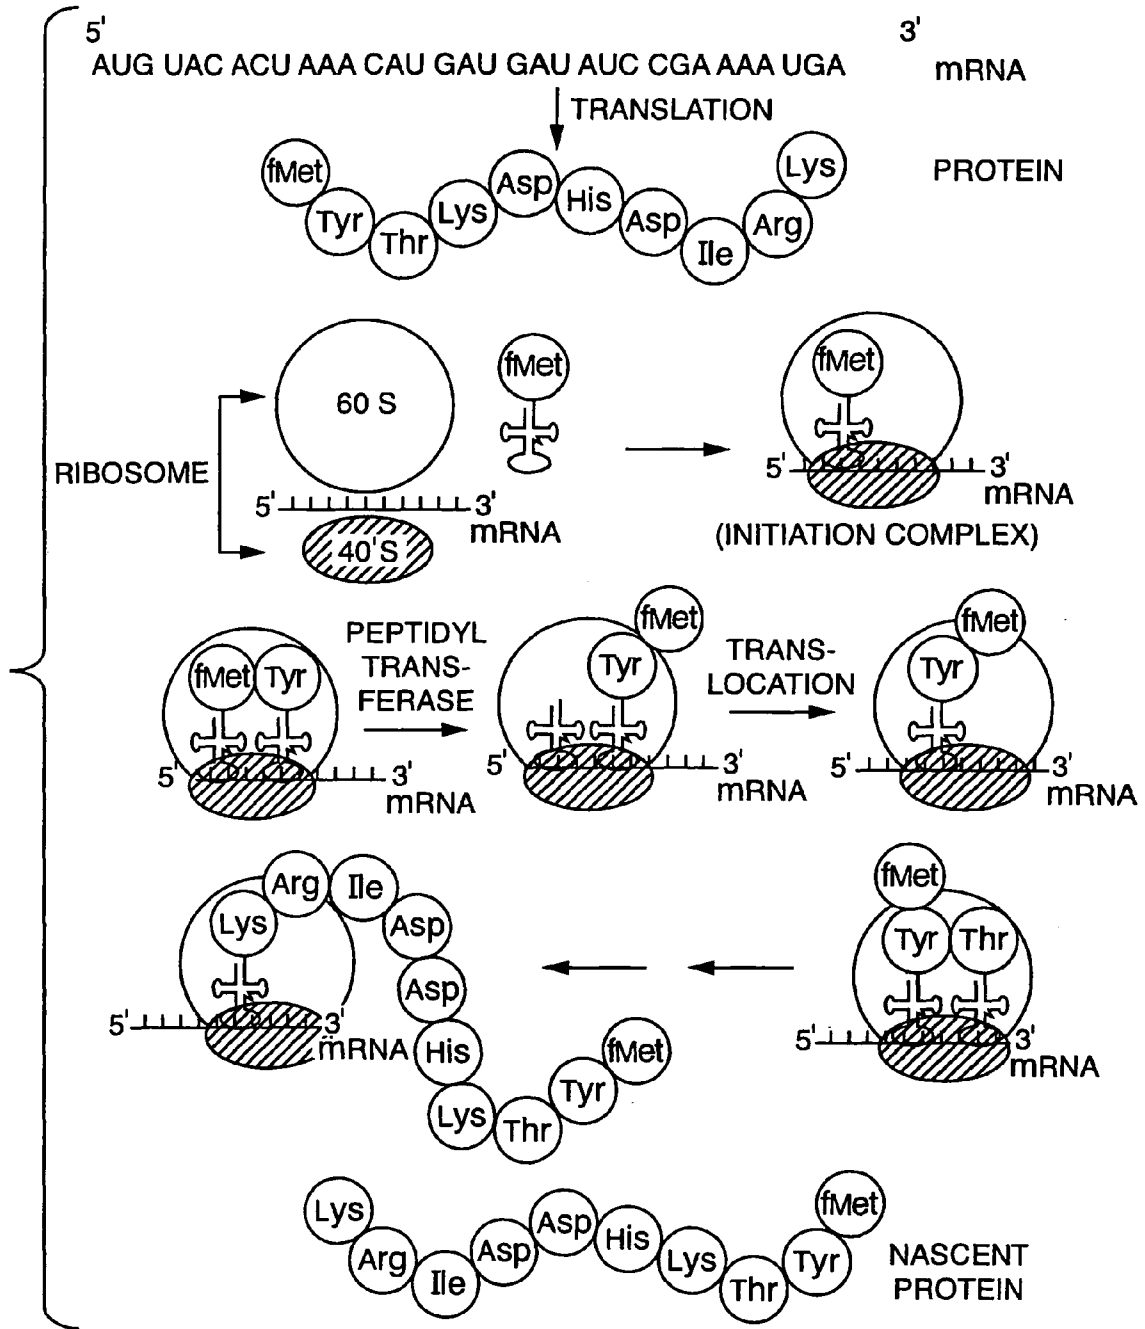 5' 3'
AUG UAC ACU AAA CAU GAU GAU AUC CGA AAA UGA mRNA
TRANSLATION
fMet Tyr Thr Lys Asp His Asp Ile Arg Lys PROTEIN
60 S
fMet
fMet
RIBOSOME
5' 3'
mRNA
40'S
5' 3'
mRNA
(INITIATION COMPLEX)
fMet Tyr
5' 3'
mRNA
PEPTIDYL
TRANS-
FERASE
fMet
Tyr
5' 3'
mRNA
TRANS-
LOCATION
fMet
Tyr
5' 3'
mRNA
Lys Arg Ile Asp Asp His Lys Thr Tyr fMet
5' 3'
mRNA
fMet
Tyr Thr
5' 3'
mRNA
Lys Arg Ile Asp Asp His Lys Thr Tyr fMet
NASCENT
PROTEIN